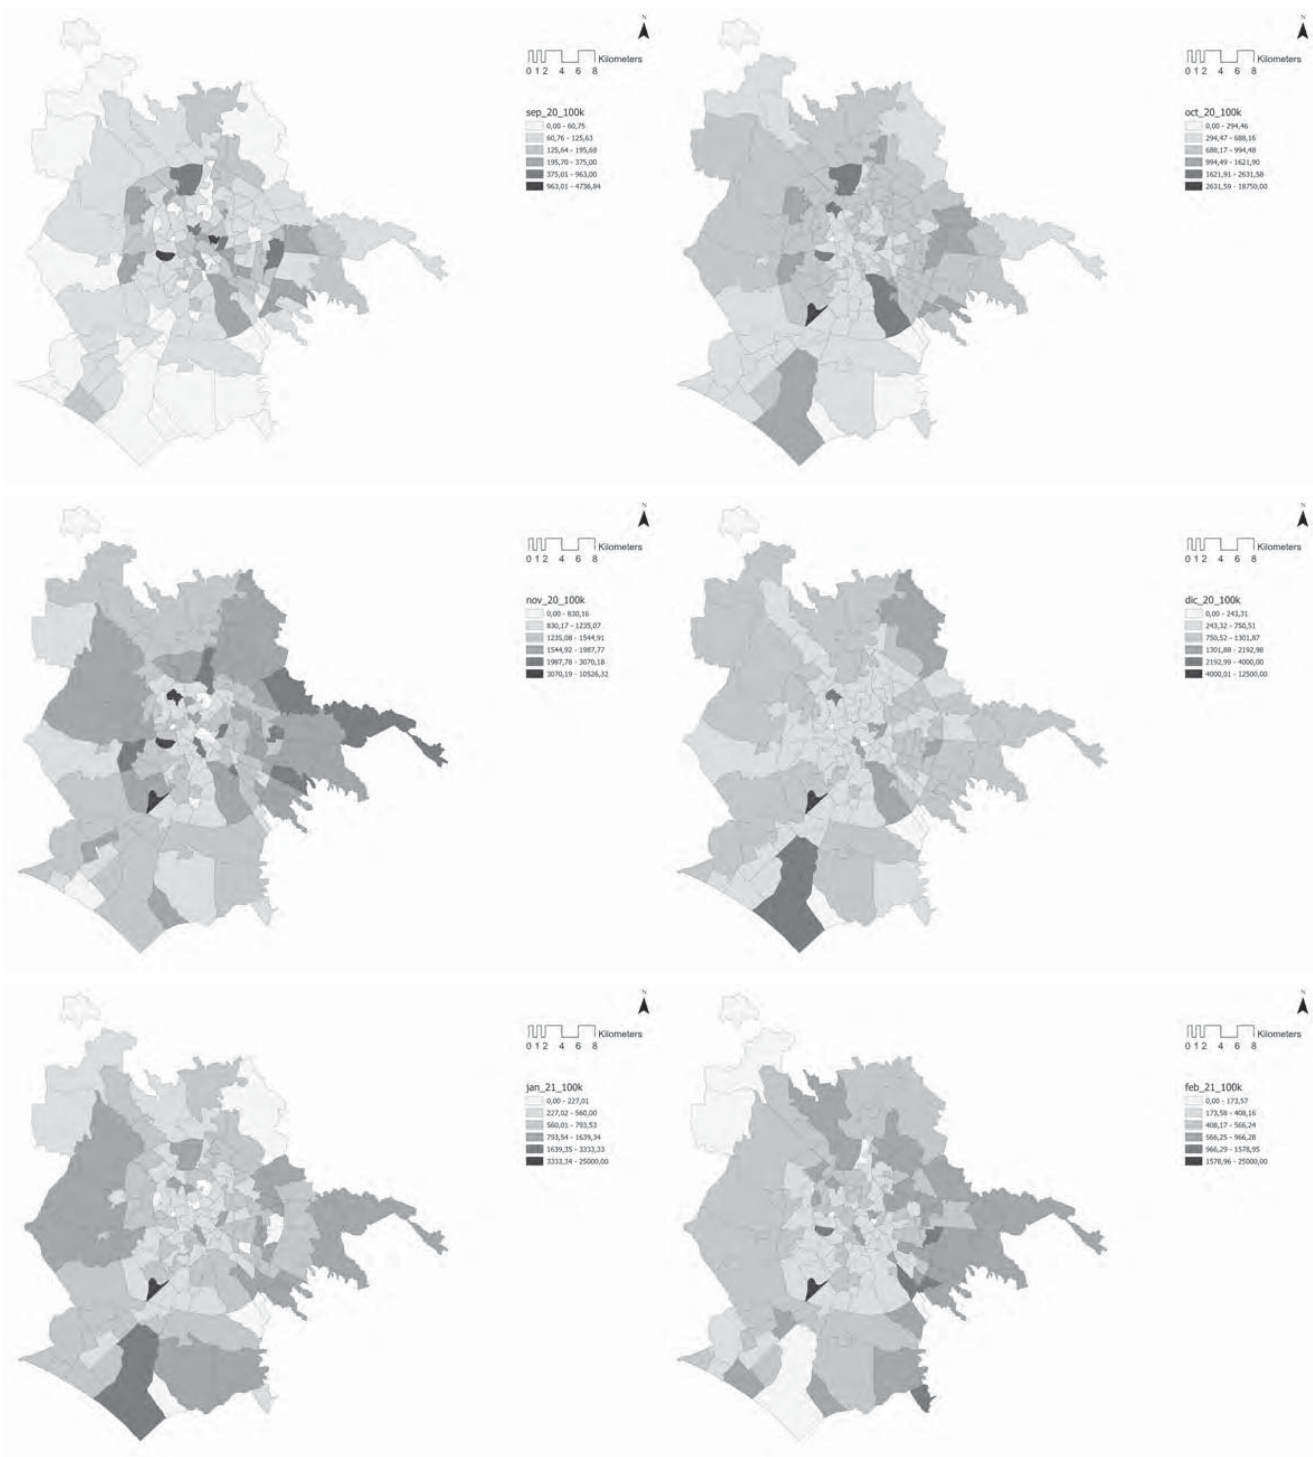 N
Kilometers
0 1 2 4 6 8
sep_20_100k
0,00 - 60,75
60,76 - 125,63
125,64 - 195,69
195,70 - 375,00
375,01 - 963,00
963,01 - 4736,84
N
Kilometers
0 1 2 4 6 8
oct_20_100k
0,00 - 294,46
294,47 - 688,16
688,17 - 994,48
994,49 - 1621,90
1621,91 - 2631,58
2631,59 - 18750,00
N
Kilometers
0 1 2 4 6 8
nov_20_100k
0,00 - 830,16
830,17 - 1235,07
1235,08 - 1544,91
1544,92 - 1987,77
1987,78 - 3070,18
3070,19 - 10526,32
N
Kilometers
0 1 2 4 6 8
dic_20_100k
0,00 - 243,31
243,32 - 750,51
750,52 - 1301,87
1301,88 - 2192,98
2192,99 - 4000,00
4000,01 - 12500,00
N
Kilometers
0 1 2 4 6 8
jan_21_100k
0,00 - 227,01
227,02 - 560,00
560,01 - 793,53
793,54 - 1639,34
1639,35 - 3333,33
3333,34 - 25000,00
N
Kilometers
0 1 2 4 6 8
feb_21_100k
0,00 - 173,57
173,58 - 408,16
408,17 - 566,24
566,25 - 966,28
966,29 - 1578,95
1578,96 - 25000,00